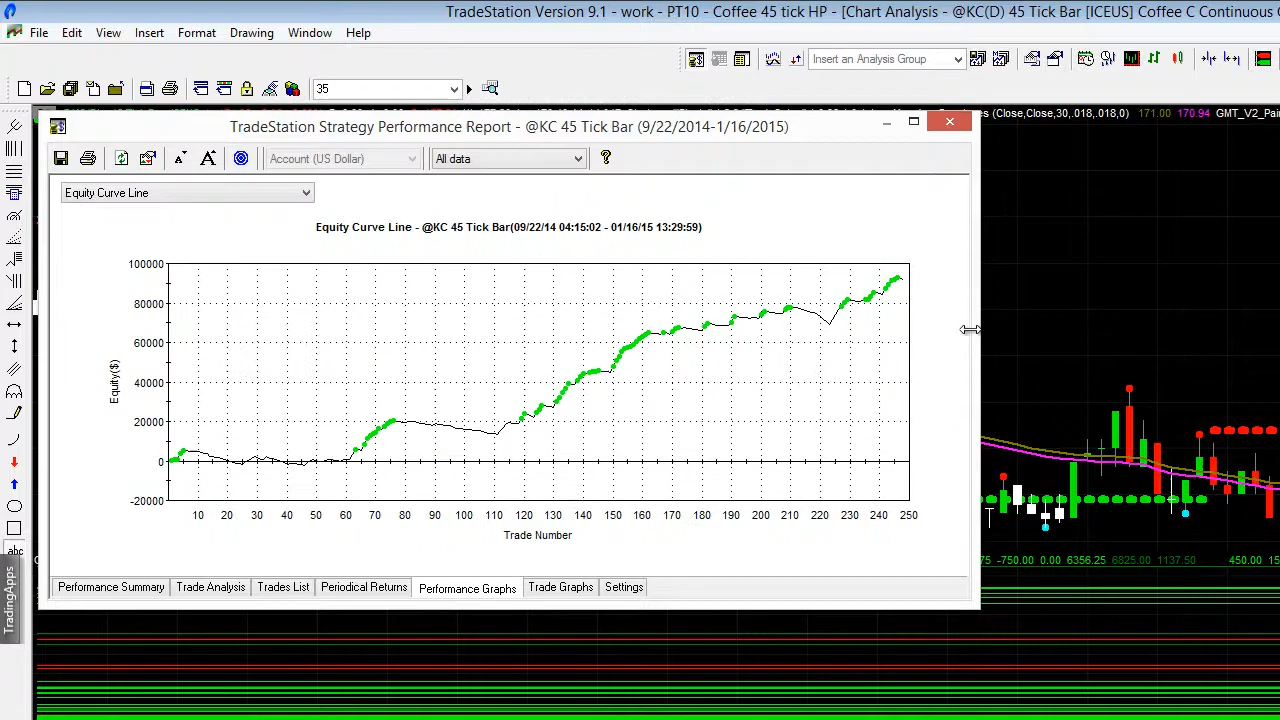 TradeStation Version 9.1 - work - PT10 - Coffee 45 tick HP - [Chart Analysis - @KC(D) 45 Tick Bar [ICEUS] Coffee C Continuous
File Edit View Insert Format Drawing Window Help
Insert an Analysis Group
35
(Close,Close,30,.018,.018,0) 171.00 170.94 GMT_V2_Pai
TradeStation Strategy Performance Report - @KC 45 Tick Bar (9/22/2014-1/16/2015)
Account (US Dollar) All data
Equity Curve Line
Equity Curve Line - @KC 45 Tick Bar(09/22/14 04:15:02 - 01/16/15 13:29:59)
100000
80000
60000
40000
20000
0
-20000
Equity($)
10 20 30 40 50 60 70 80 90 100 110 120 130 140 150 160 170 180 190 200 210 220 230 240 250
Trade Number
Performance Summary Trade Analysis Trades List Periodical Returns Performance Graphs Trade Graphs Settings
75 -750.00 0.00 6356.25 6825.00 1137.50 450.00
abc
TradingApps